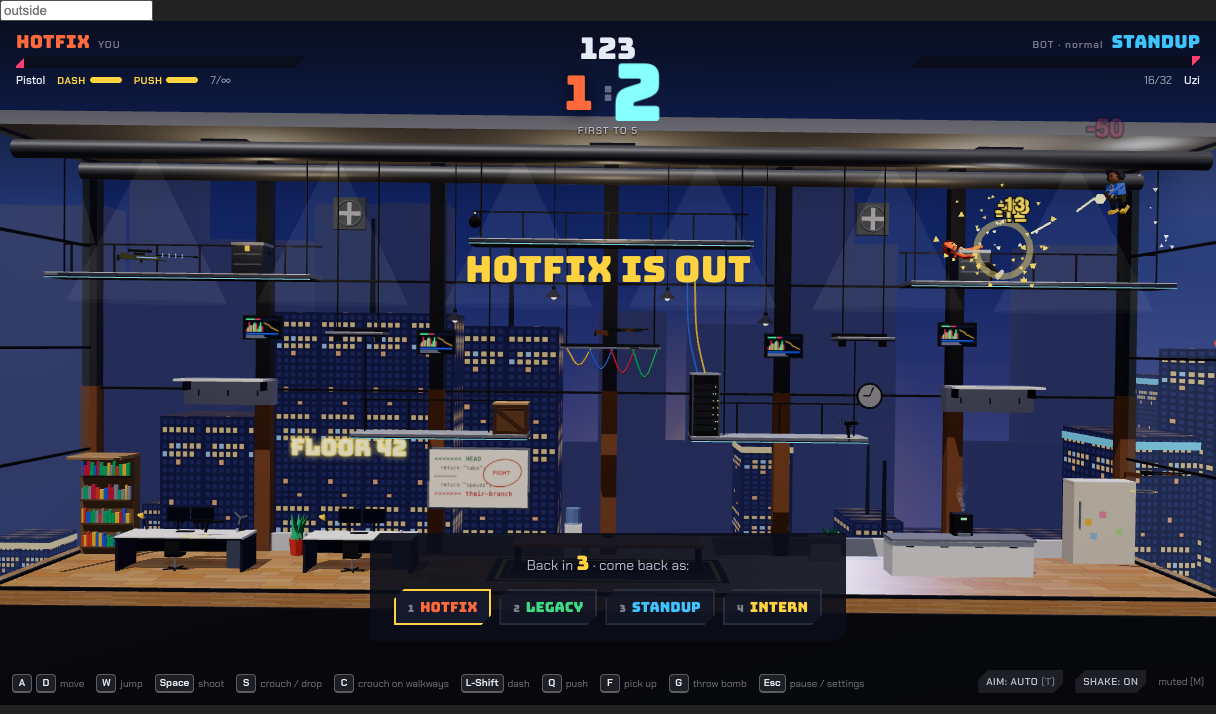 outside
HOTFIX YOU
123
BOT · normal STANDUP
Pistol DASH PUSH 7/∞
1 : 2
16/32 Uzi
FIRST TO 5
-50
HOTFIX IS OUT
FLOOR 42
<<<<<<< HEAD
return "tabs"
=======
return "spaces"
>>>>>>> their-branch
FIGHT
Back in 3 · come back as:
1 HOTFIX
2 LEGACY
3 STANDUP
4 INTERN
A D move W jump Space shoot S crouch / drop C crouch on walkways L-Shift dash Q push F pick up G throw bomb Esc pause / settings
AIM: AUTO (T) SHAKE: ON muted (M)